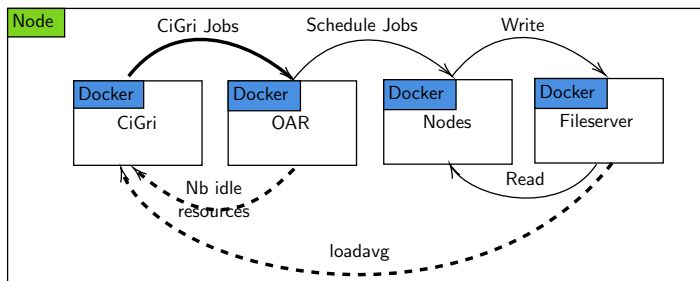 Node
CiGri Jobs
Schedule Jobs
Write
Docker
CiGri
Docker
OAR
Docker
Nodes
Docker
Fileserver
Nb idle
resources
Read
loadavg